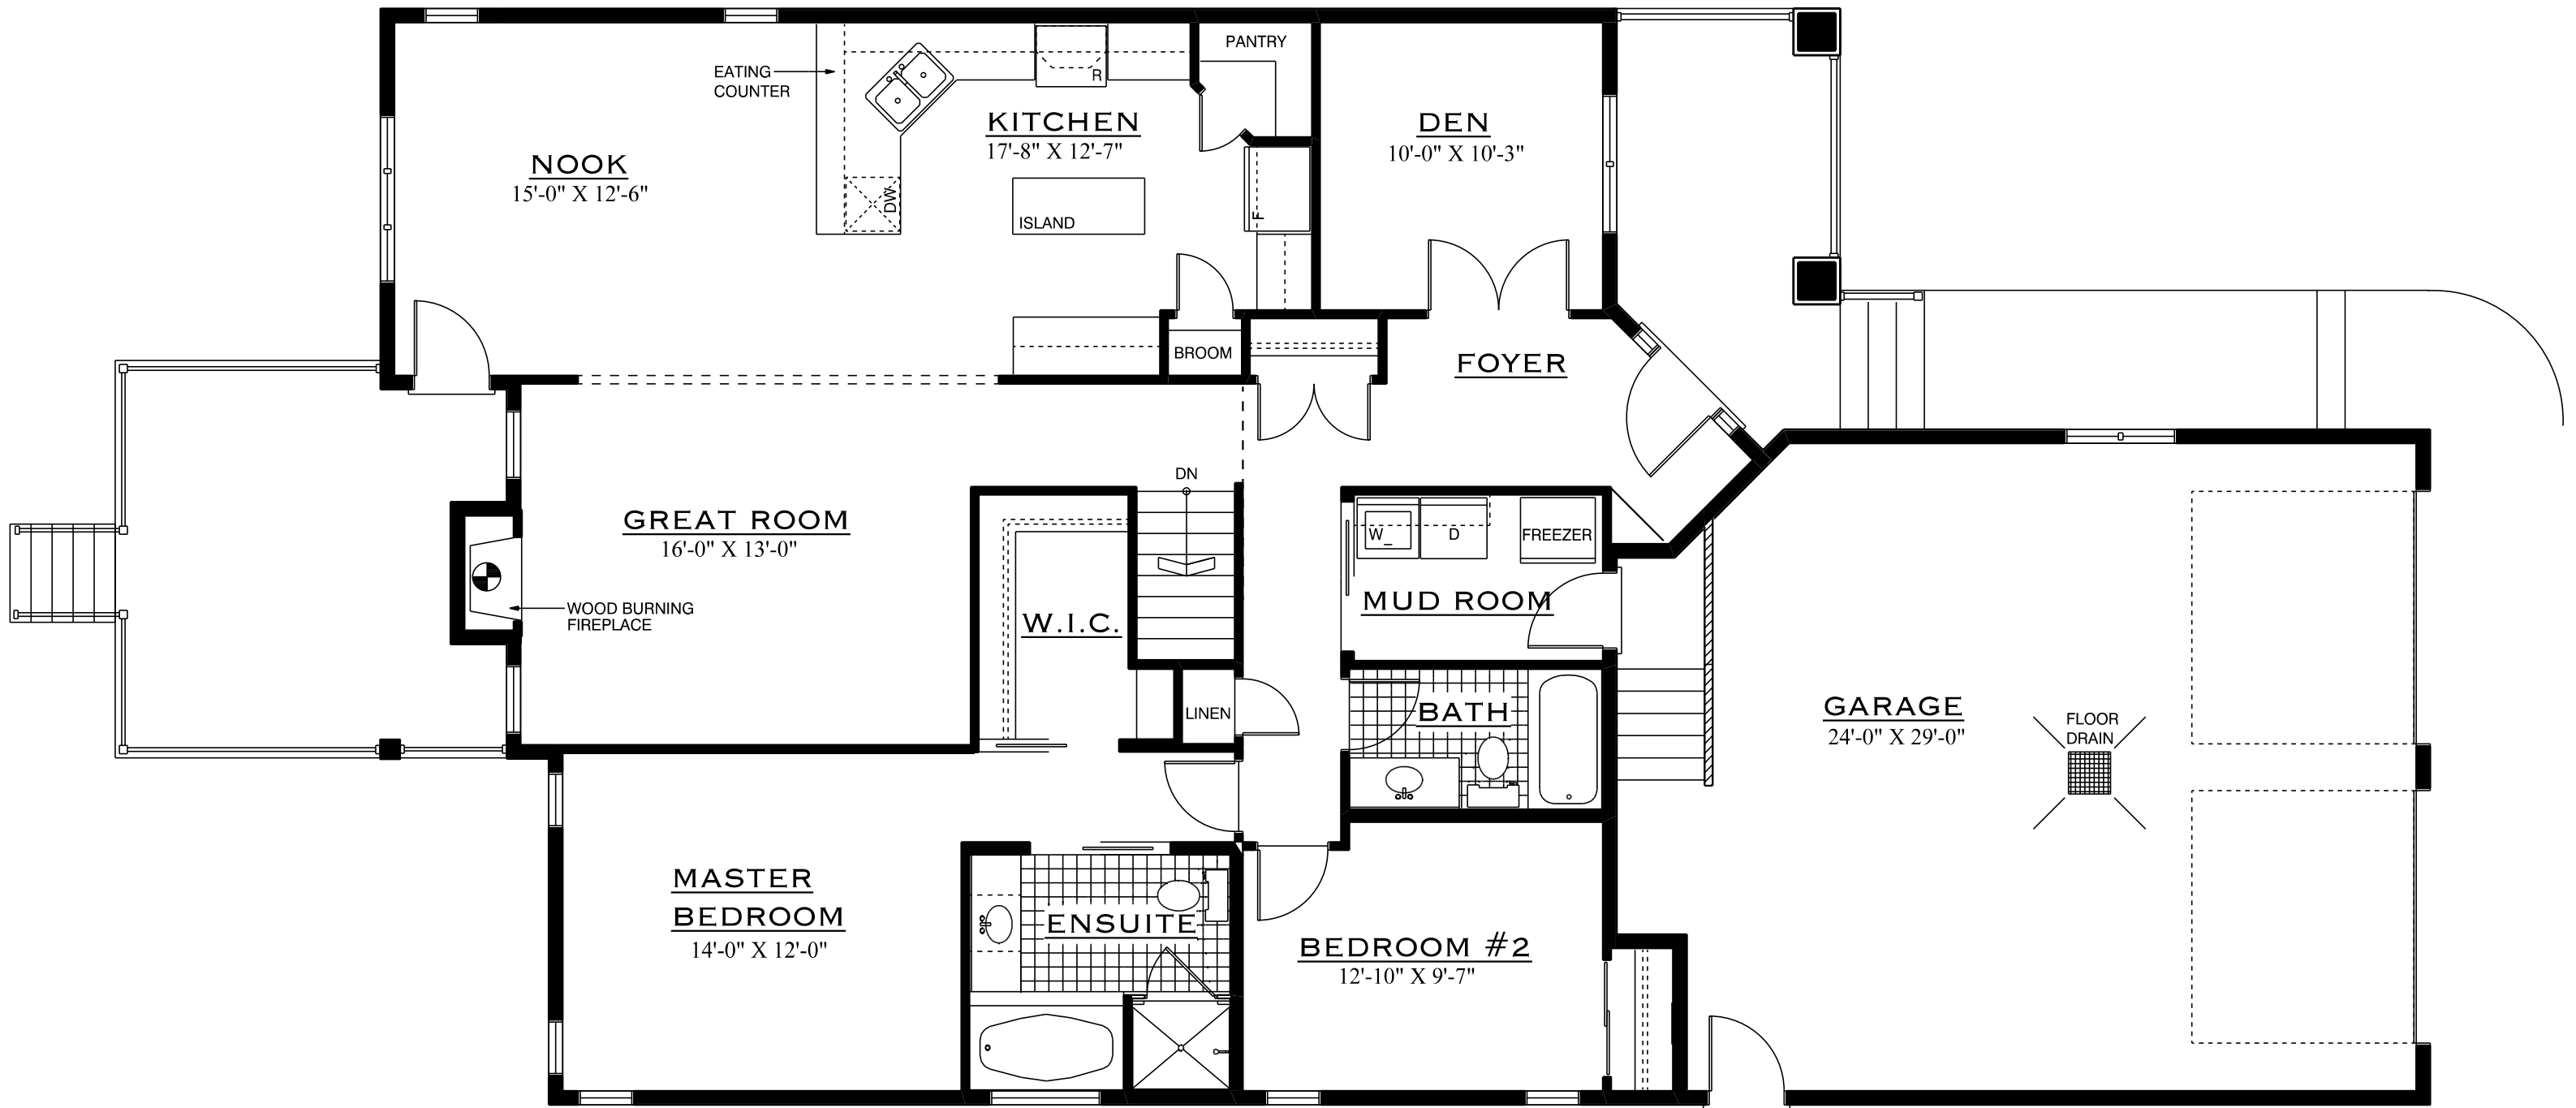 PANTRY
EATING
COUNTER
R
KITCHEN
17'-8" X 12'-7"
DEN
10'-0" X 10'-3"
NOOK
15'-0" X 12'-6"
DW
ISLAND
F
BROOM
FOYER
DN
GREAT ROOM
16'-0" X 13'-0"
W
D
FREEZER
WOOD BURNING
FIREPLACE
W.I.C.
MUD ROOM
LINEN
BATH
GARAGE
24'-0" X 29'-0"
FLOOR
DRAIN
MASTER
BEDROOM
14'-0" X 12'-0"
ENSUITE
BEDROOM #2
12'-10" X 9'-7"